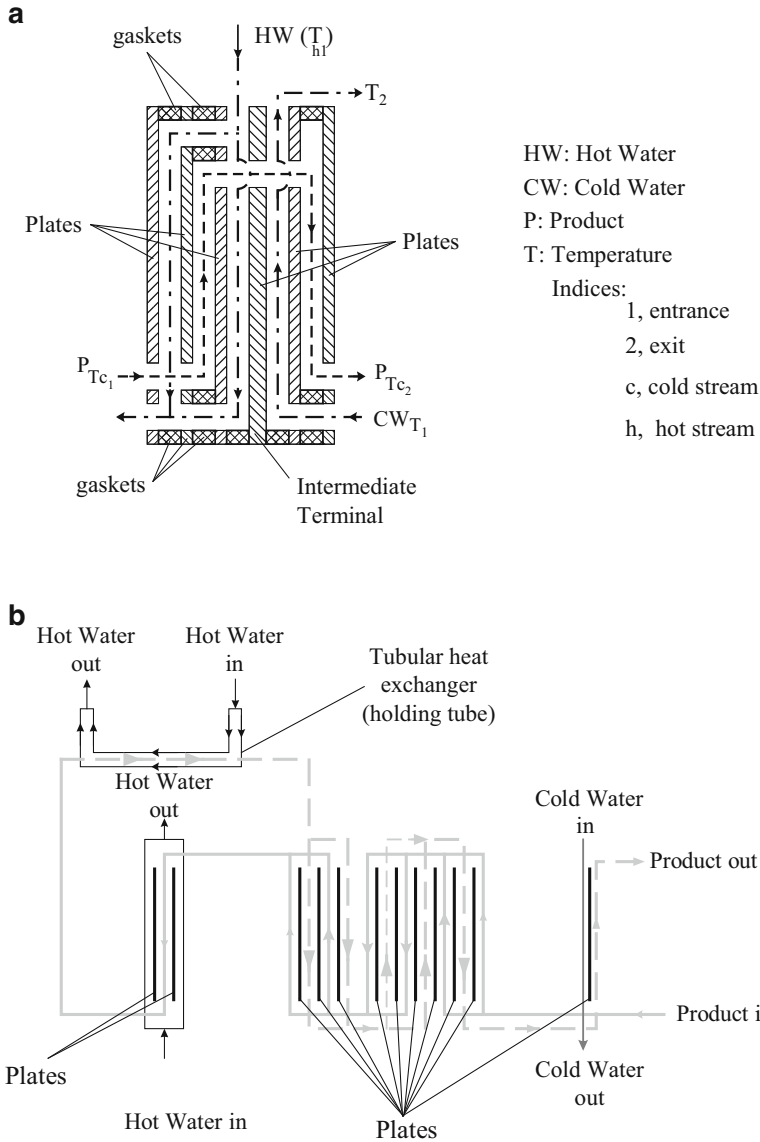 a
gaskets
HW (T
h1)
T2
HW: Hot Water
CW: Cold Water
P: Product
T: Temperature
Indices:
1, entrance
2, exit
c, cold stream
h, hot stream
Plates
Plates
PTc1
PTc2
CWT1
gaskets
Intermediate
Terminal
b
Hot Water
out
Hot Water
in
Tubular heat
exchanger
(holding tube)
Hot Water
out
Cold Water
in
Product out
Product i
Plates
Hot Water in
Plates
Cold Water
out